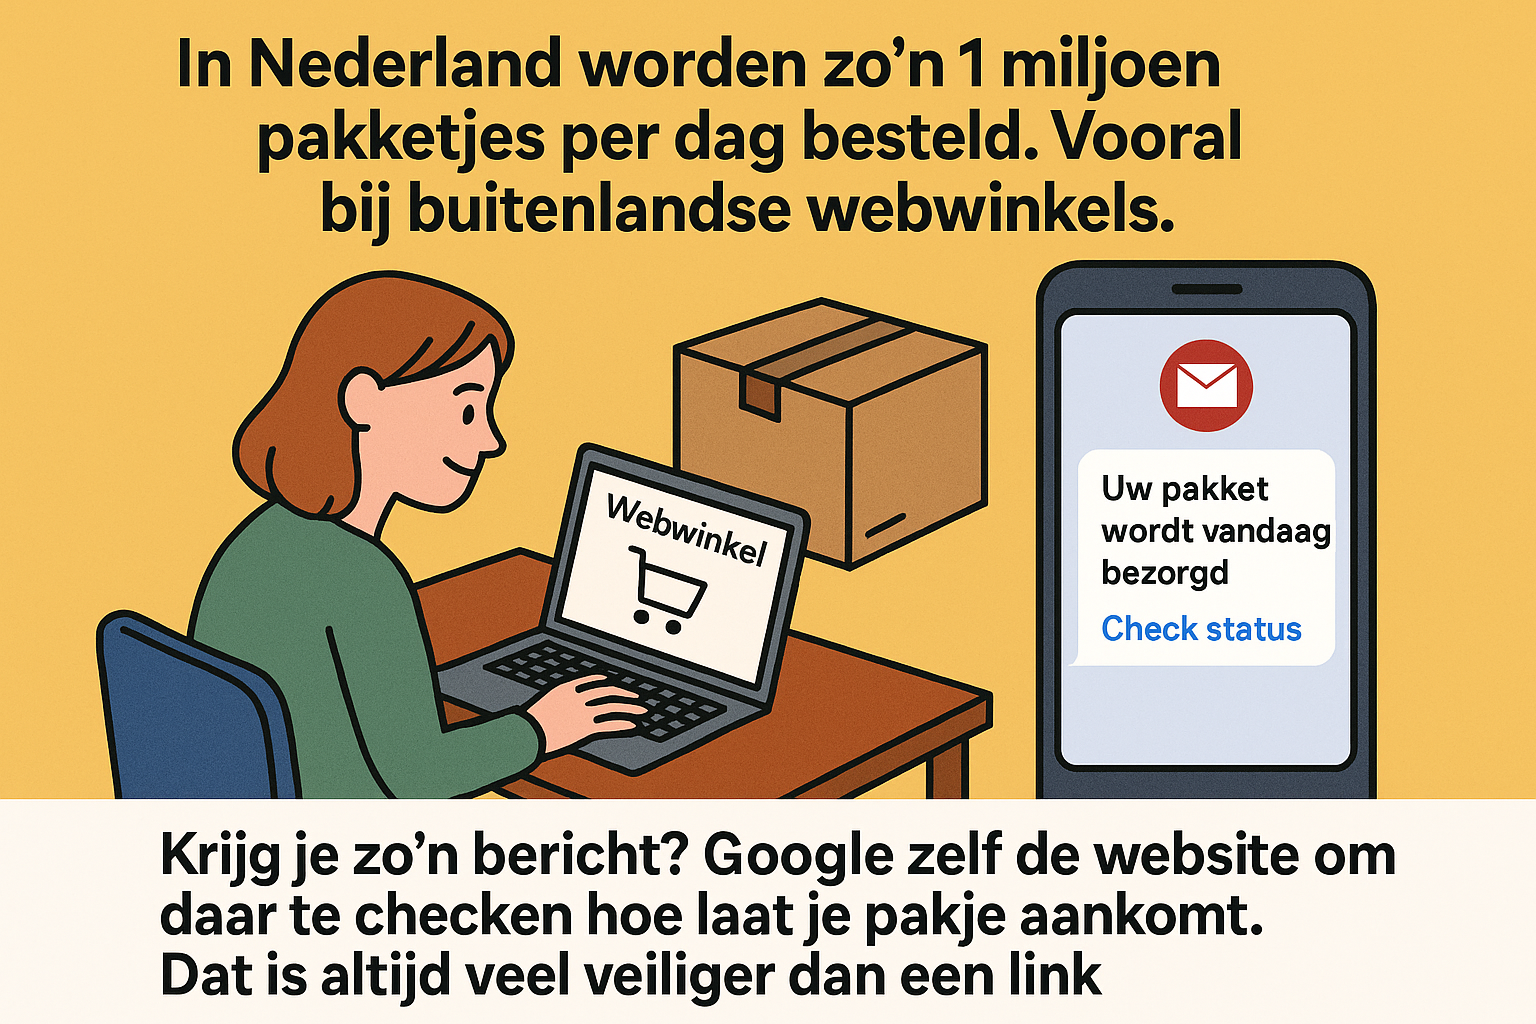 In Nederland worden zo’n 1 miljoen
pakketjes per dag besteld. Vooral
bij buitenlandse webwinkels.
Webwinkel
Uw pakket
wordt vandaag
bezorgd
Check status
Krijg je zo’n bericht? Google zelf de website om
daar te checken hoe laat je pakje aankomt.
Dat is altijd veel veiliger dan een link